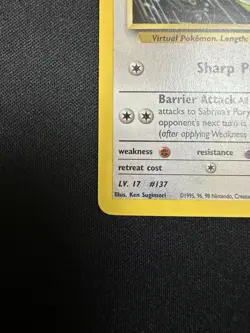 Virtual Pokémon. Length:
Sharp P
Barrier Attack All
attacks to Sabrina's Pory
opponent's next turn is
(after applying Weakness
weakness resistance
retreat cost
LV. 17 #137
Illus. Ken Sugimori ©1995, 96, 98 Nintendo, Creatu